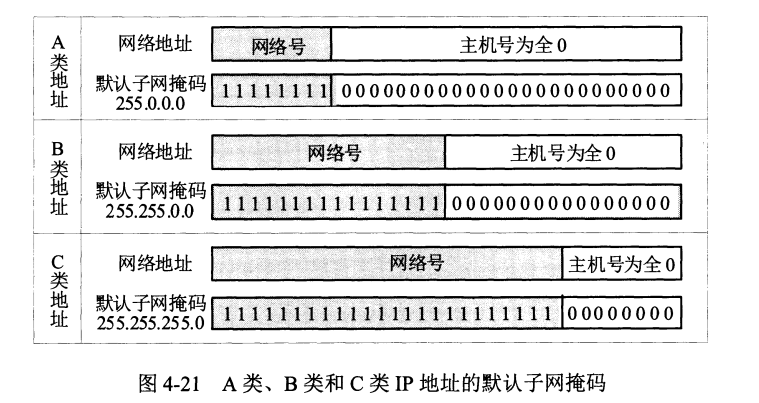 A类地址
网络地址 网络号 主机号为全0
默认子网掩码 255.0.0.0 11111111 000000000000000000000000
B类地址
网络地址 网络号 主机号为全0
默认子网掩码 255.255.0.0 1111111111111111 0000000000000000
C类地址
网络地址 网络号 主机号为全0
默认子网掩码 255.255.255.0 111111111111111111111111 00000000
图 4-21 A 类、B 类和 C 类 IP 地址的默认子网掩码